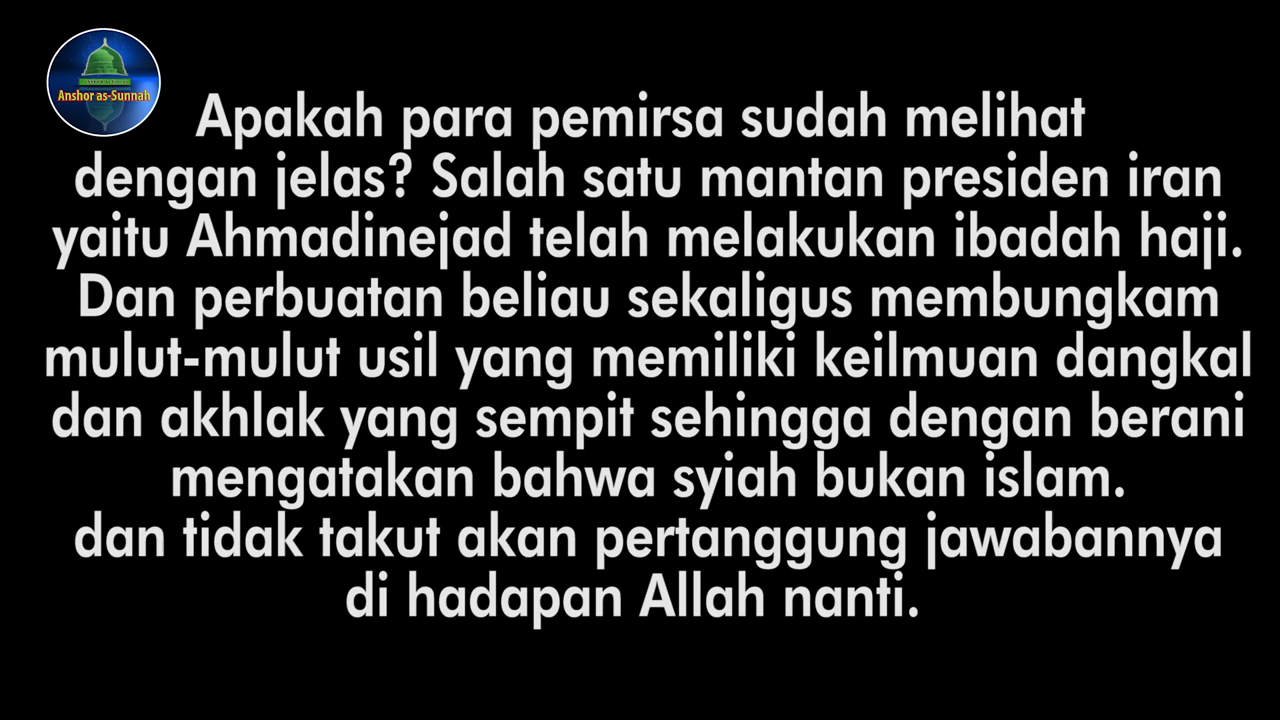 Anshor as-Sunnah
Apakah para pemirsa sudah melihat
dengan jelas? Salah satu mantan presiden iran
yaitu Ahmadinejad telah melakukan ibadah haji.
Dan perbuatan beliau sekaligus membungkam
mulut-mulut usil yang memiliki keilmuan dangkal
dan akhlak yang sempit sehingga dengan berani
mengatakan bahwa syiah bukan islam.
dan tidak takut akan pertanggung jawabannya
di hadapan Allah nanti.